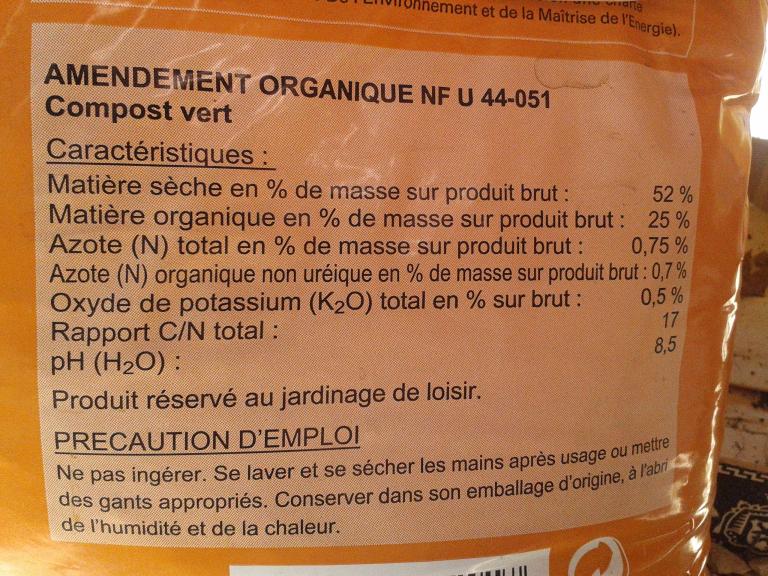 l'Environnement et de la Maîtrise de l'Energie).
AMENDEMENT ORGANIQUE NF U 44-051
Compost vert
Caractéristiques :
Matière sèche en % de masse sur produit brut : 52 %
Matière organique en % de masse sur produit brut : 25 %
Azote (N) total en % de masse sur produit brut : 0,75 %
Azote (N) organique non uréique en % de masse sur produit brut : 0,7 %
Oxyde de potassium (K₂O) total en % sur brut : 0,5 %
Rapport C/N total : 17
pH (H₂O) : 8,5
Produit réservé au jardinage de loisir.
PRECAUTION D'EMPLOI
Ne pas ingérer. Se laver et se sécher les mains après usage ou mettre
des gants appropriés. Conserver dans son emballage d'origine, à l'abri
de l'humidité et de la chaleur.